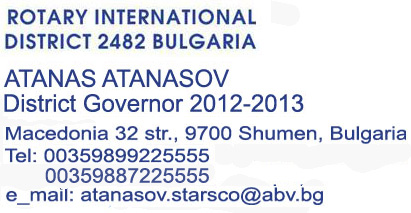 ROTARY INTERNATIONAL
DISTRICT 2482 BULGARIA
ATANAS ATANASOV
District Governor 2012-2013
Macedonia 32 str., 9700 Shumen, Bulgaria
Tel: 00359899225555
00359887225555
e_mail: atanasov.starsco@abv.bg